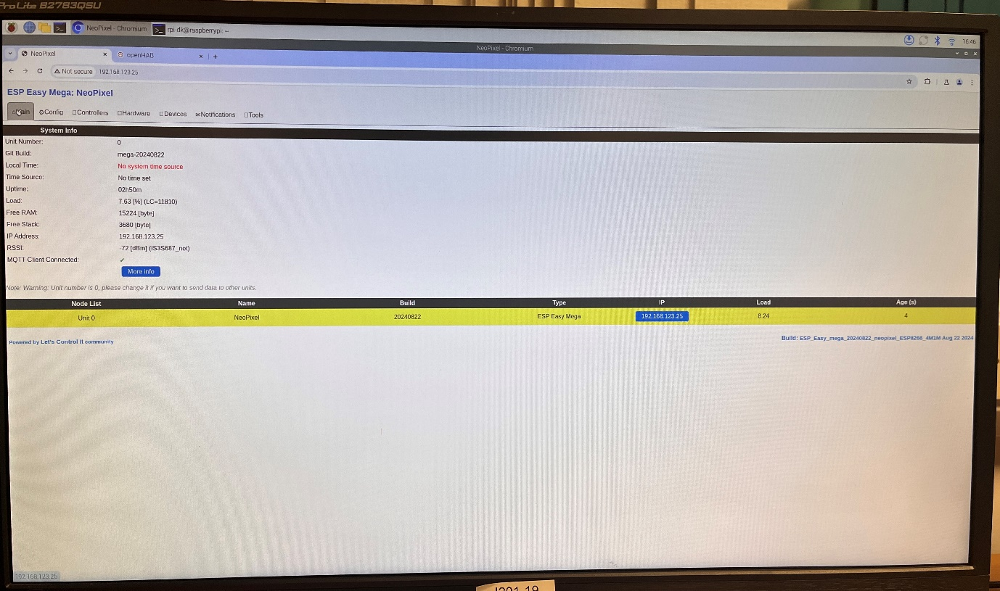 ProLite B2783QSU
NeoPixel - Chromium
rpi-dk@raspberrypi: ~
16:46
NeoPixel - Chromium
NeoPixel
openHAB
Not secure 192.168.123.25
ESP Easy Mega: NeoPixel
Main Config Controllers Hardware Devices Notifications Tools
System Info
Unit Number: 0
Git Build: mega-20240822
Local Time: No system time source
Time Source: No time set
Uptime: 02h50m
Load: 7.63 [%] (LC=11810)
Free RAM: 15224 [byte]
Free Stack: 3680 [byte]
IP Address: 192.168.123.25
RSSI: -72 [dBm] (IS3S687_net)
MQTT Client Connected: ✔
More info
Note: Warning: Unit number is 0, please change it if you want to send data to other units.
Node List Name Build Type IP Load Age (s)
Unit 0 NeoPixel 20240822 ESP Easy Mega 192.168.123.25 8.24 4
Powered by Let's Control It community
Build: ESP_Easy_mega_20240822_neopixel_ESP8266_4M1M Aug 22 2024
192.168.123.25